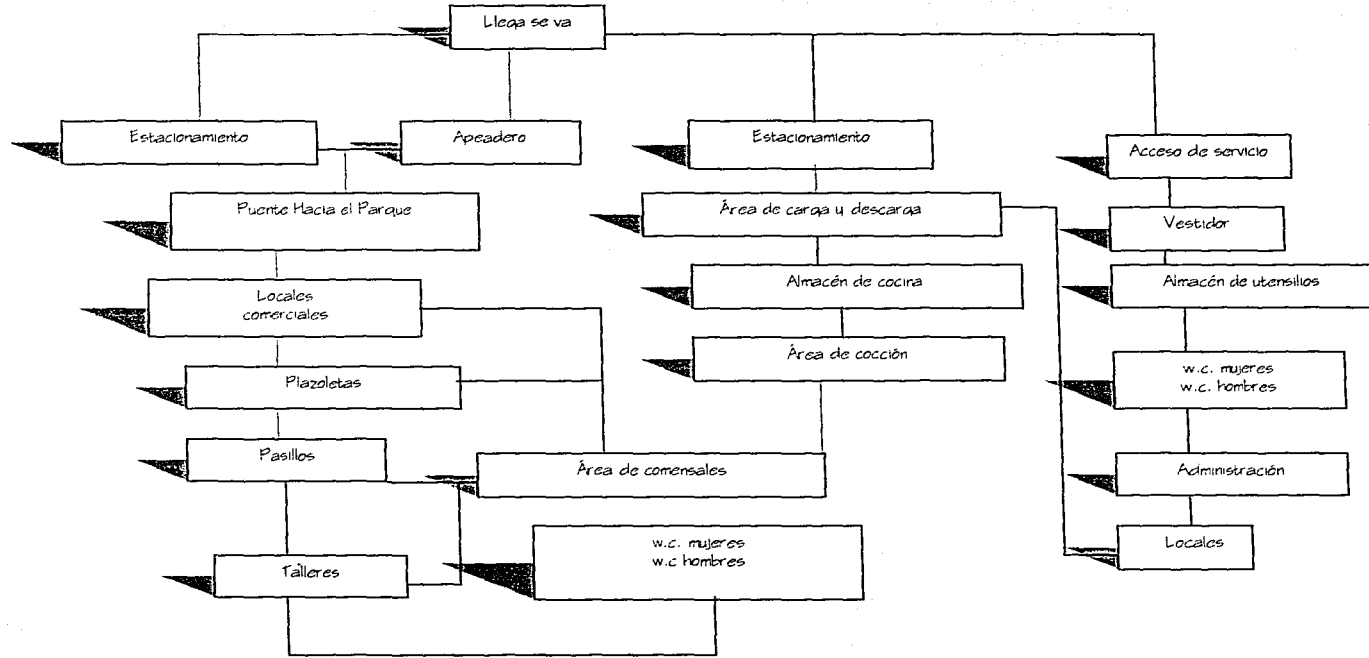 Llega se va
Estacionamiento
Apeadero
Estacionamiento
Acceso de servicio
Puente Hacia el Parque
Área de carga y descarga
Vestidor
Locales
comerciales
Almacén de cocina
Almacén de utensilios
Área de cocción
Plazoletas
w.c. mujeres
w.c. hombres
Pasillos
Área de comensales
Administración
Talleres
w.c. mujeres
w.c hombres
Locales